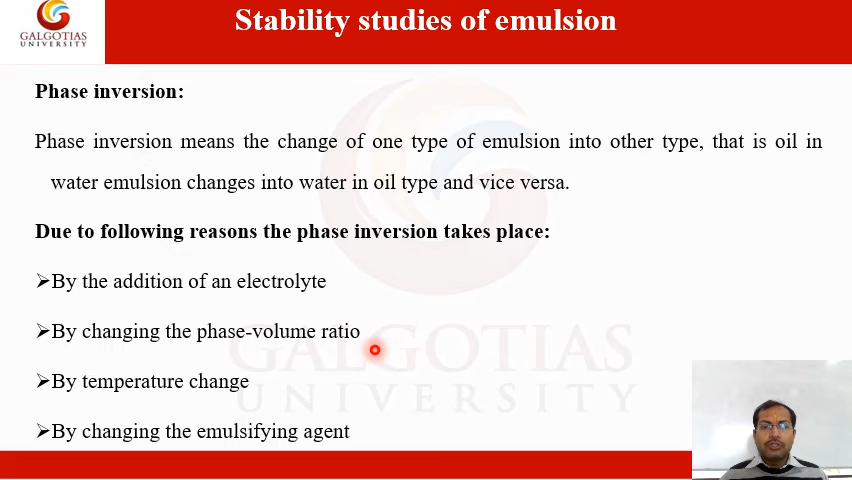 Stability studies of emulsion
GALGOTIAS
UNIVERSITY
Phase inversion:
Phase inversion means the change of one type of emulsion into other type, that is oil in
water emulsion changes into water in oil type and vice versa.
Due to following reasons the phase inversion takes place:
➢By the addition of an electrolyte
➢By changing the phase-volume ratio
➢By temperature change
➢By changing the emulsifying agent
GALGOTIAS
UNIVERSITY